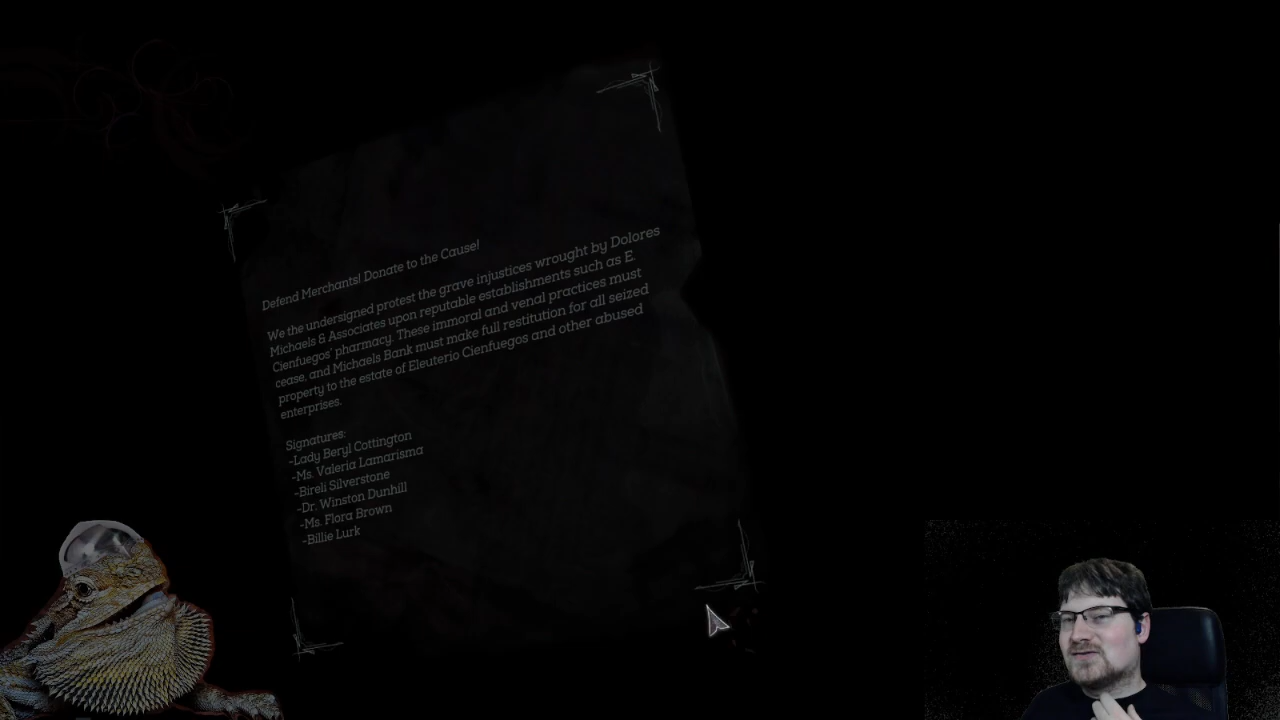 Defend Merchants! Donate to the Cause!
We the undersigned protest the grave injustices wrought by Dolores
Michaels & Associates upon reputable establishments such as E.
Cienfuegos' pharmacy. These immoral and venal practices must
cease, and Michaels Bank must make full restitution for all seized
property to the estate of Eleuterio Cienfuegos and other abused
enterprises.
Signatures:
-Lady Beryl Cottington
-Ms. Valeria Lamarisma
-Bireli Silverstone
-Dr. Winston Dunhill
-Ms. Flora Brown
-Billie Lurk